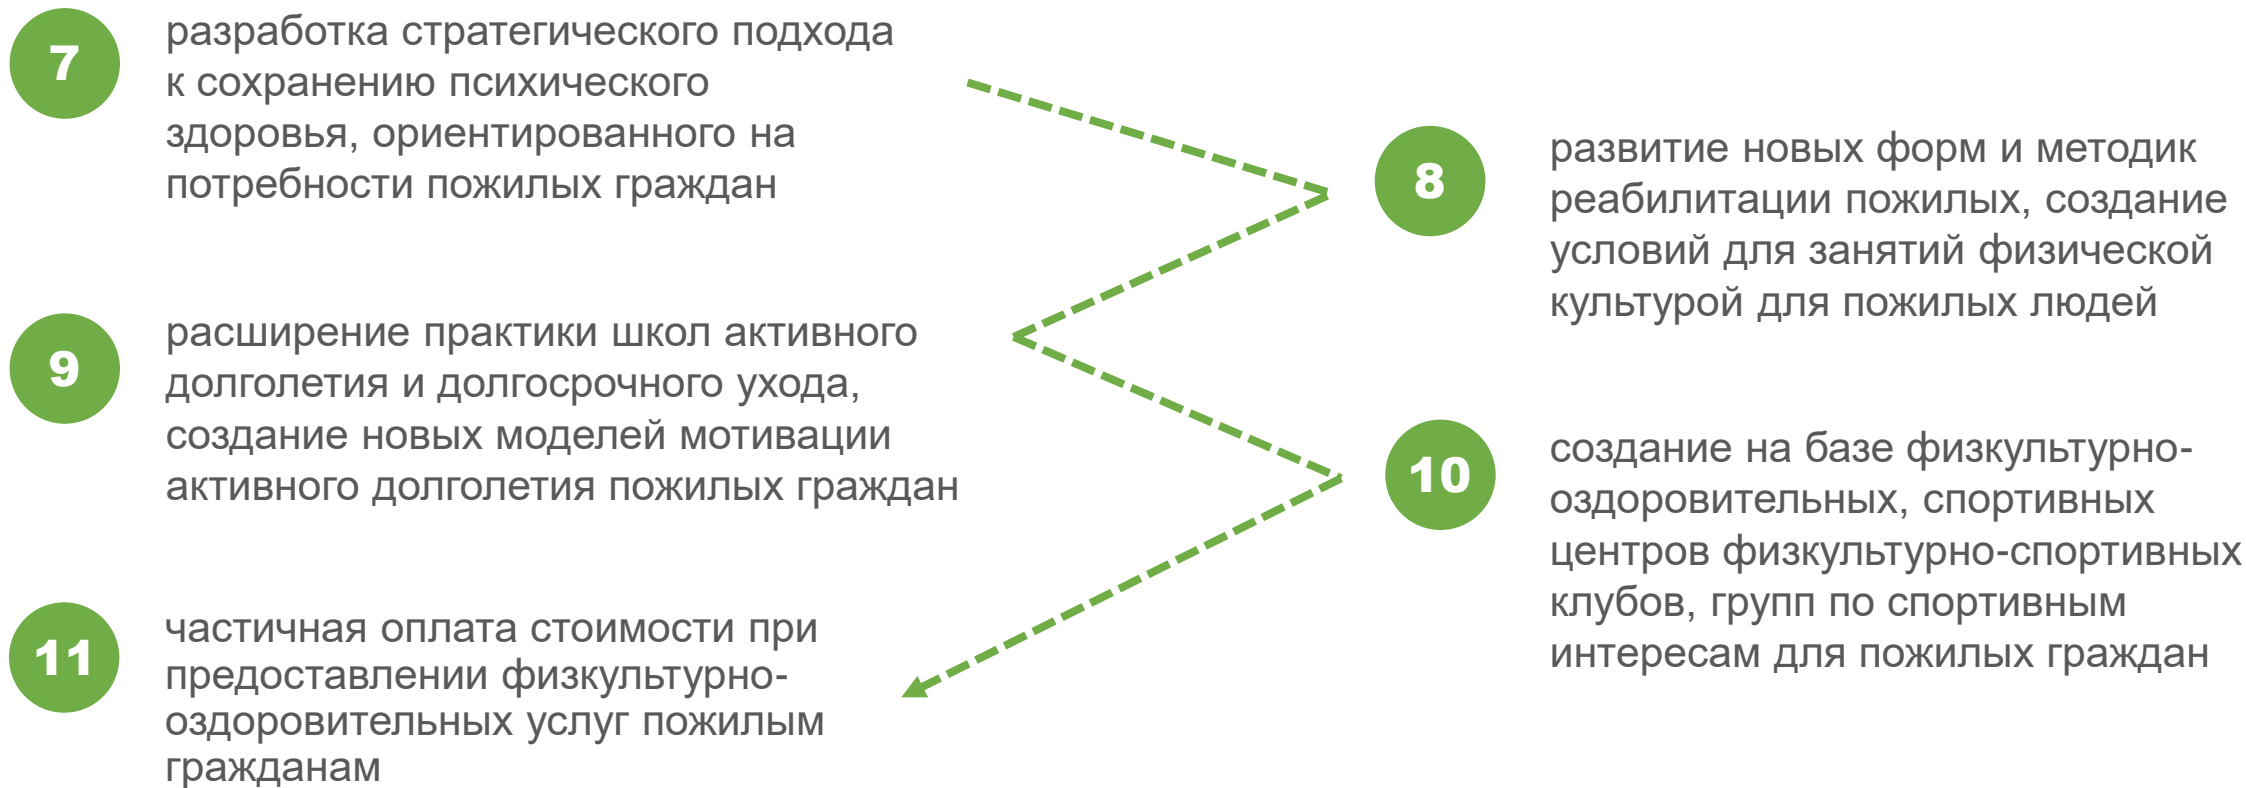 7
разработка стратегического подхода
к сохранению психического
здоровья, ориентированного на
потребности пожилых граждан
8
развитие новых форм и методик
реабилитации пожилых, создание
условий для занятий физической
культурой для пожилых людей
9
расширение практики школ активного
долголетия и долгосрочного ухода,
создание новых моделей мотивации
активного долголетия пожилых граждан
10
создание на базе физкультурно-
оздоровительных, спортивных
центров физкультурно-спортивных
клубов, групп по спортивным
интересам для пожилых граждан
11
частичная оплата стоимости при
предоставлении физкультурно-
оздоровительных услуг пожилым
гражданам